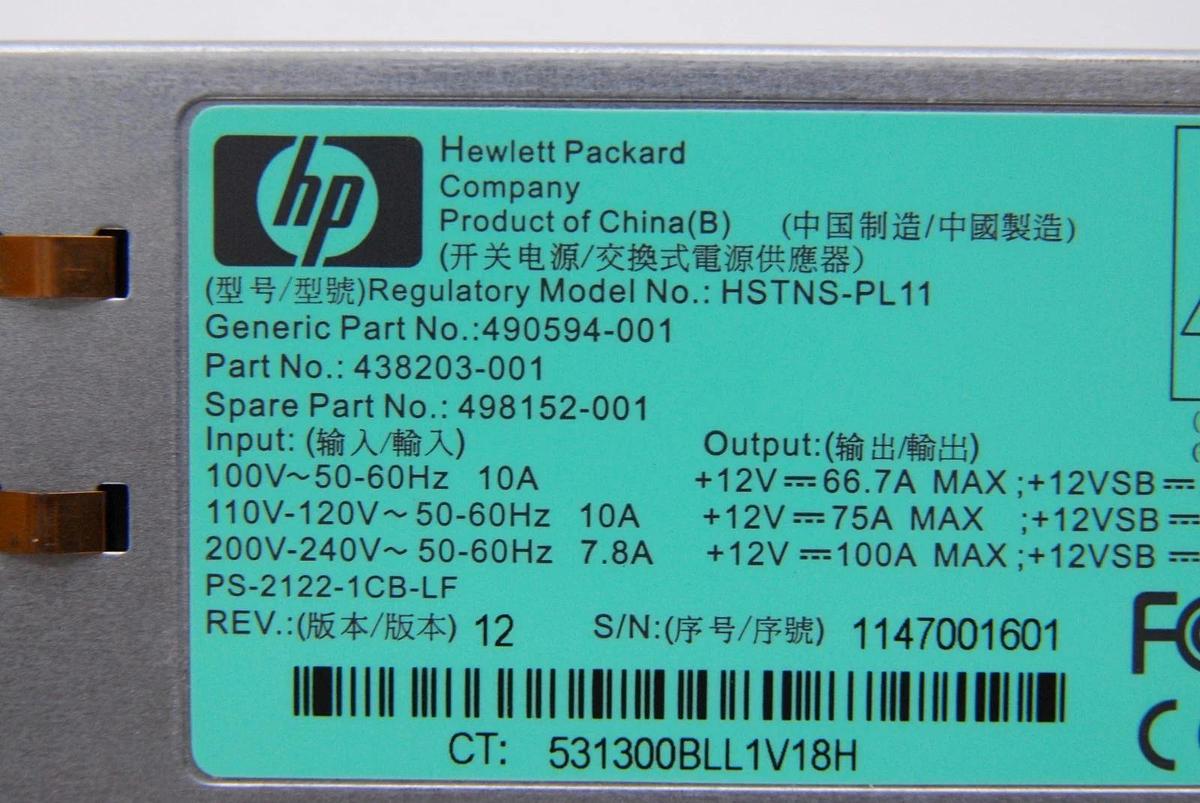 hp
Hewlett Packard
Company
Product of China(B) (中国制造/中國製造)
(开关电源/交換式電源供應器)
(型号/型號)Regulatory Model No.: HSTNS-PL11
Generic Part No.:490594-001
Part No.: 438203-001
Spare Part No.: 498152-001
Input: (输入/輸入) Output:(输出/輸出)
100V~50-60Hz 10A +12V⎓66.7A MAX ;+12VSB⎓
110V-120V~ 50-60Hz 10A +12V⎓75A MAX ;+12VSB⎓
200V-240V~ 50-60Hz 7.8A +12V⎓100A MAX ;+12VSB⎓
PS-2122-1CB-LF
REV.:(版本/版本) 12 S/N:(序号/序號) 1147001601
CT: 531300BLL1V18H